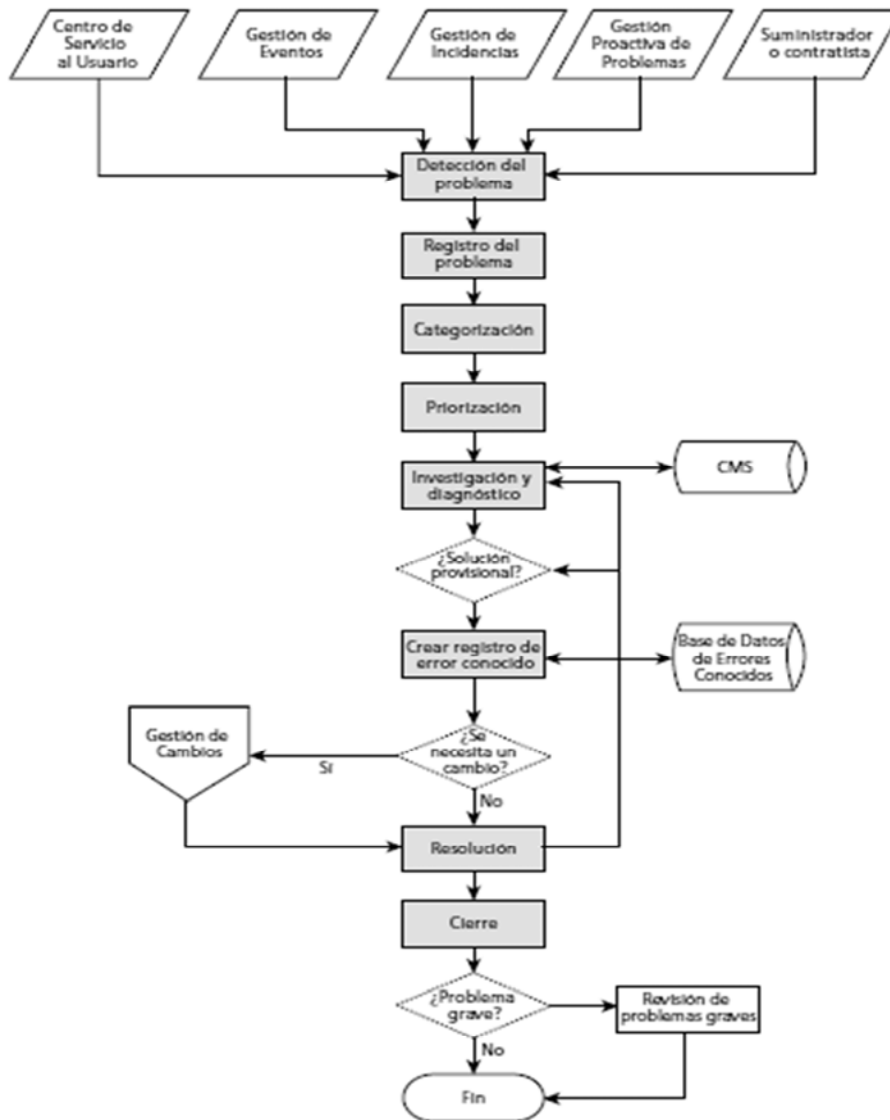 Centro de
Servicio
al Usuario
Gestión de
Eventos
Gestión de
Incidencias
Gestión
Proactiva de
Problemas
Suministrador
o contratista
Detección del
problema
Registro del
problema
Categorización
Priorización
Investigación y
diagnóstico
CMS
¿Solución
provisional?
Crear registro de
error conocido
Base de Datos
de Errores
Conocidos
Gestión de
Cambios
¿Se
necesita un
cambio?
Sí
No
Resolución
Cierre
¿Problema
grave?
Revisión de
problemas graves
No
Fin